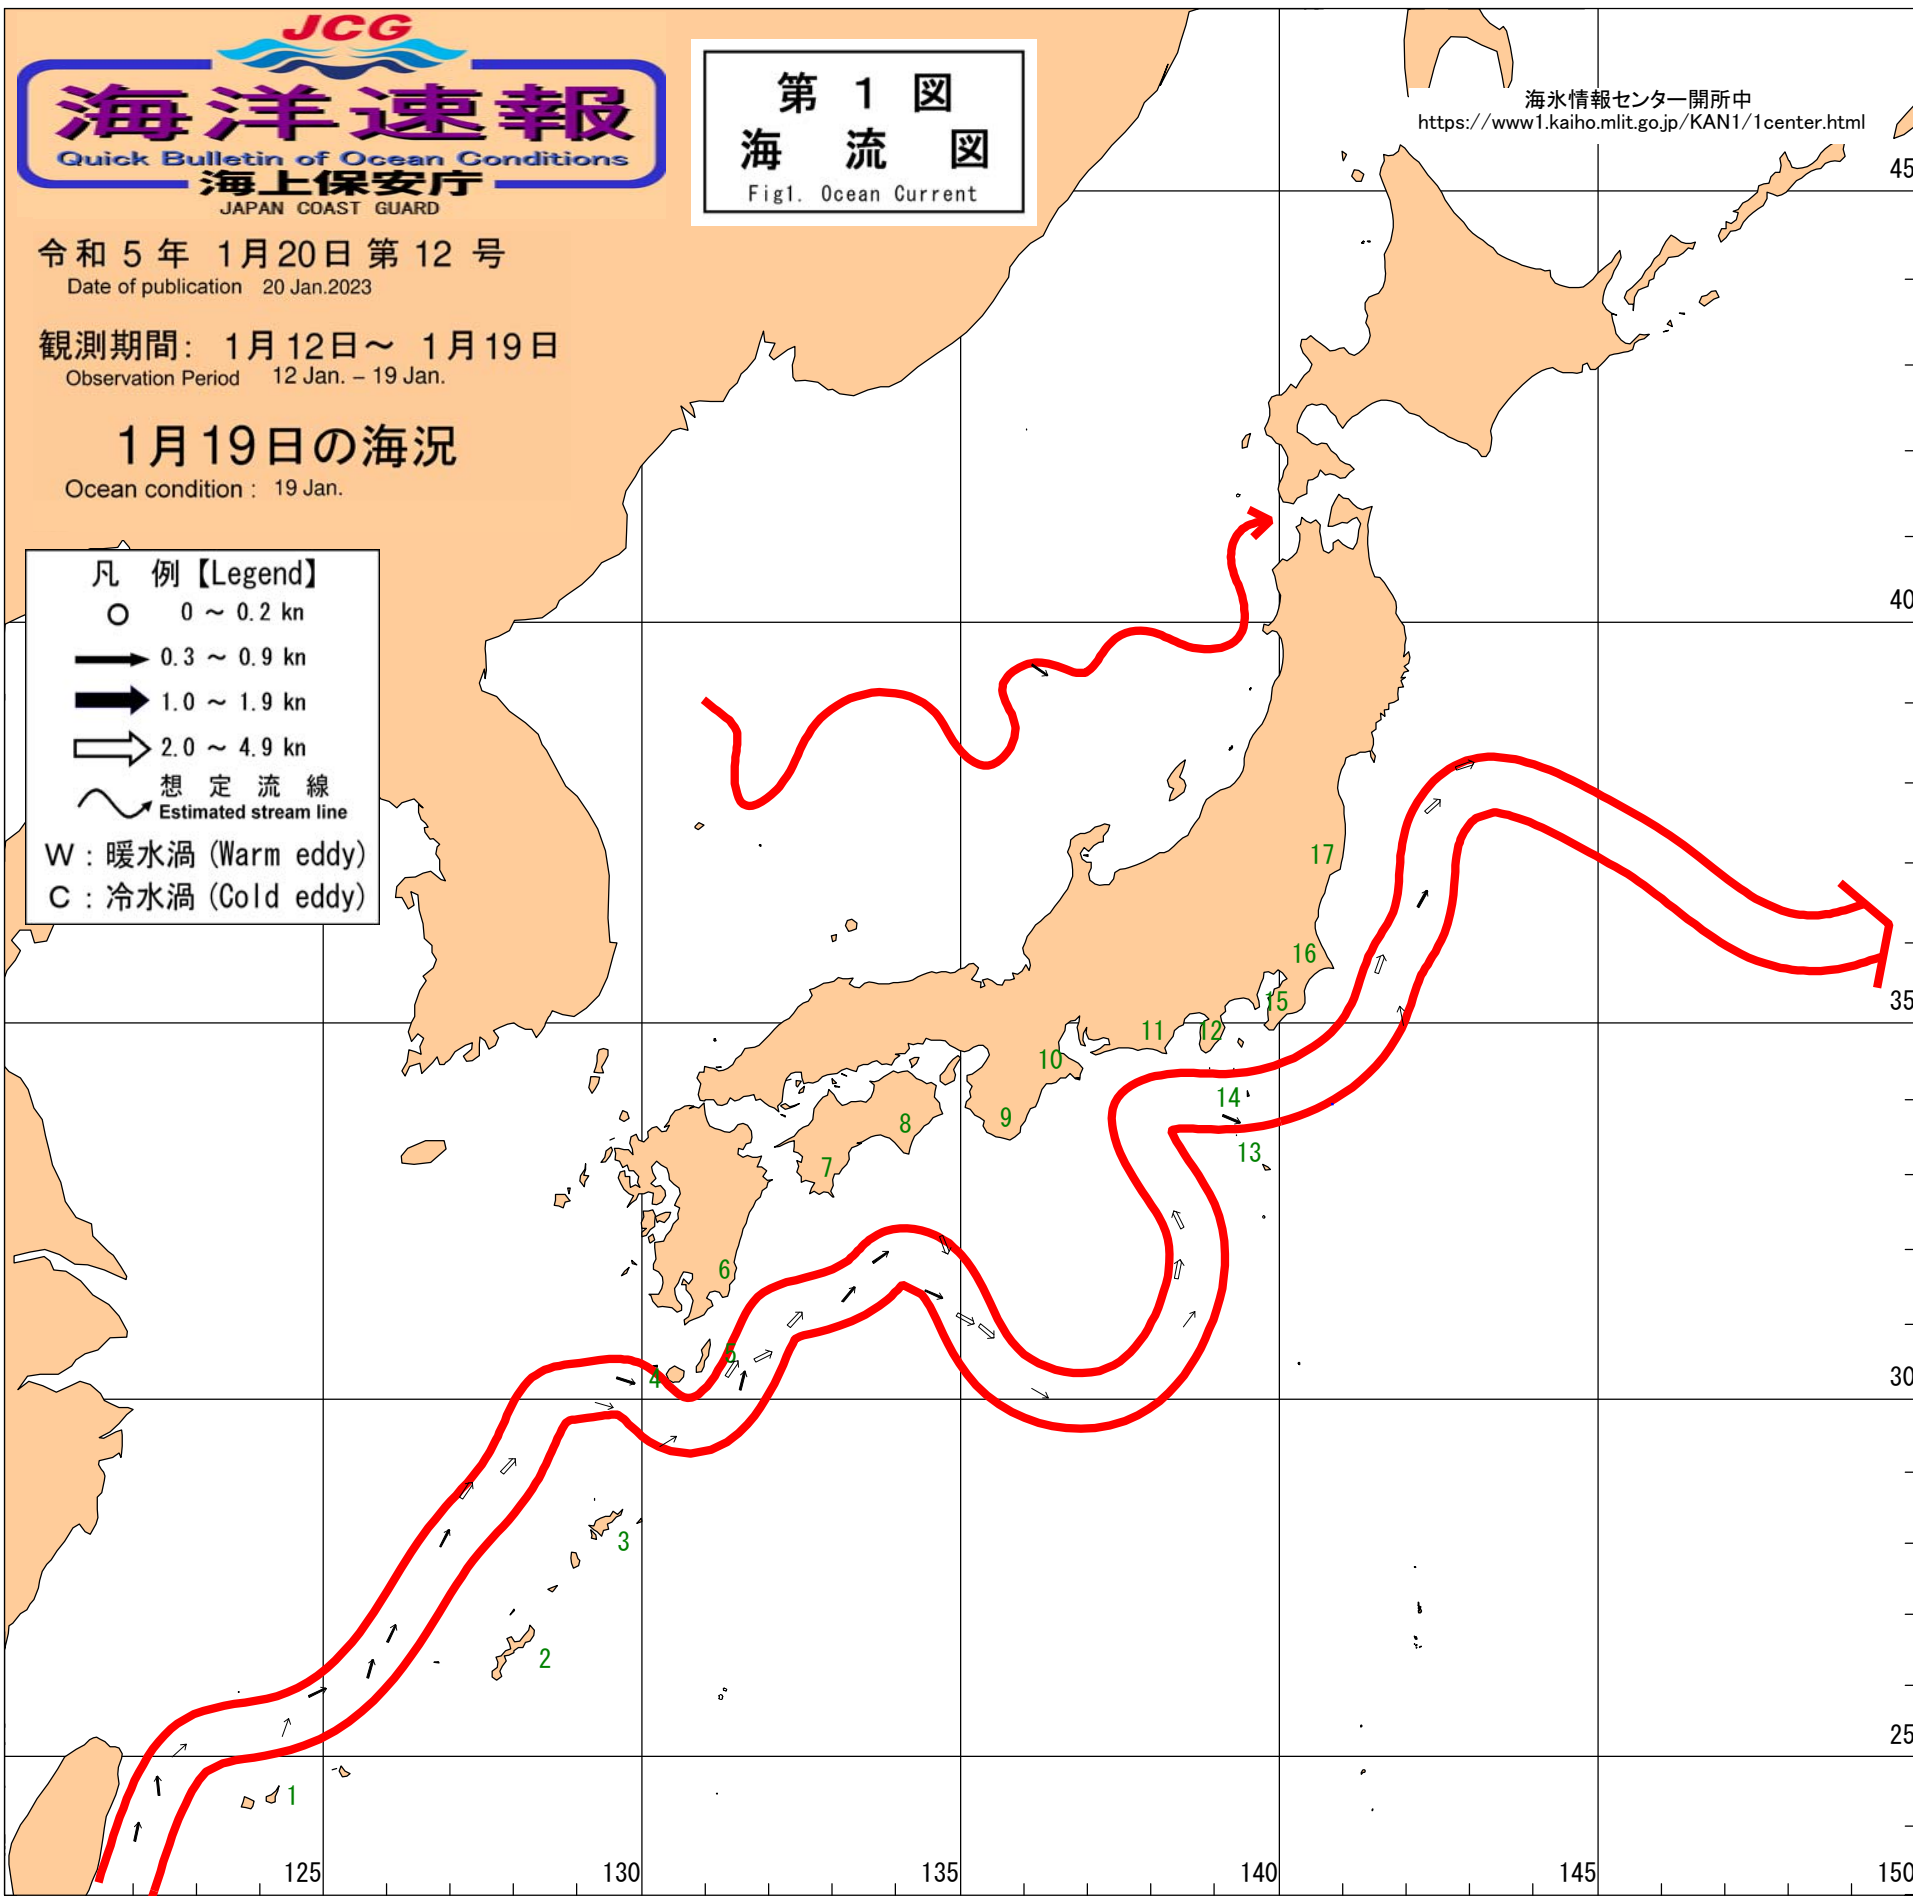 JCG
海洋速報
Quick Bulletin of Ocean Conditions
海上保安庁
JAPAN COAST GUARD
第 1 図
海 流 図
Fig1. Ocean Current
海氷情報センター開所中
https://www1.kaiho.mlit.go.jp/KAN1/1center.html
令和 5 年 1月20日 第 12 号
Date of publication 20 Jan.2023
観測期間: 1月12日～ 1月19日
Observation Period 12 Jan. – 19 Jan.
1月19日の海況
Ocean condition : 19 Jan.
凡 例【Legend】
0 ～ 0.2 kn
0.3 ～ 0.9 kn
1.0 ～ 1.9 kn
2.0 ～ 4.9 kn
想 定 流 線
Estimated stream line
W : 暖水渦 (Warm eddy)
C : 冷水渦 (Cold eddy)
45
40
17
16
35
15
11
12
10
14
9
8
13
7
6
5
4
30
3
2
25
1
125
130
135
140
145
150